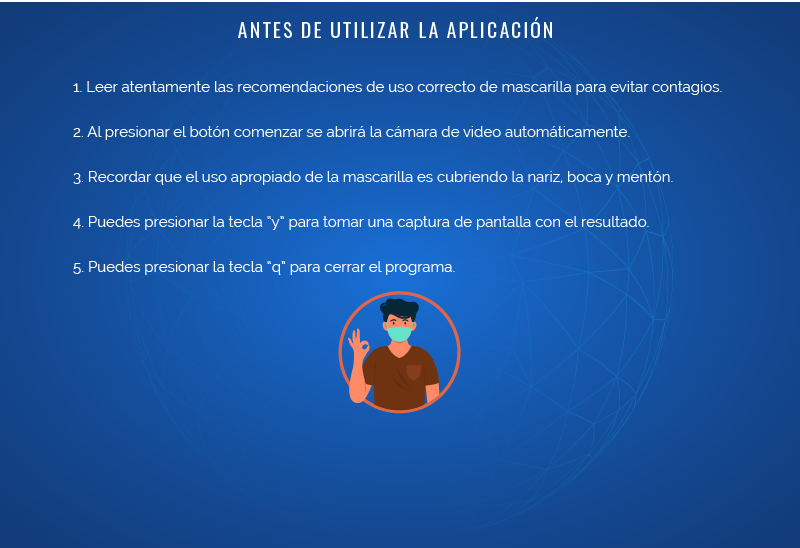 ANTES DE UTILIZAR LA APLICACIÓN
1. Leer atentamente las recomendaciones de uso correcto de mascarilla para evitar contagios.
2. Al presionar el botón comenzar se abrirá la cámara de video automáticamente.
3. Recordar que el uso apropiado de la mascarilla es cubriendo la nariz, boca y mentón.
4. Puedes presionar la tecla "y" para tomar una captura de pantalla con el resultado.
5. Puedes presionar la tecla "q" para cerrar el programa.